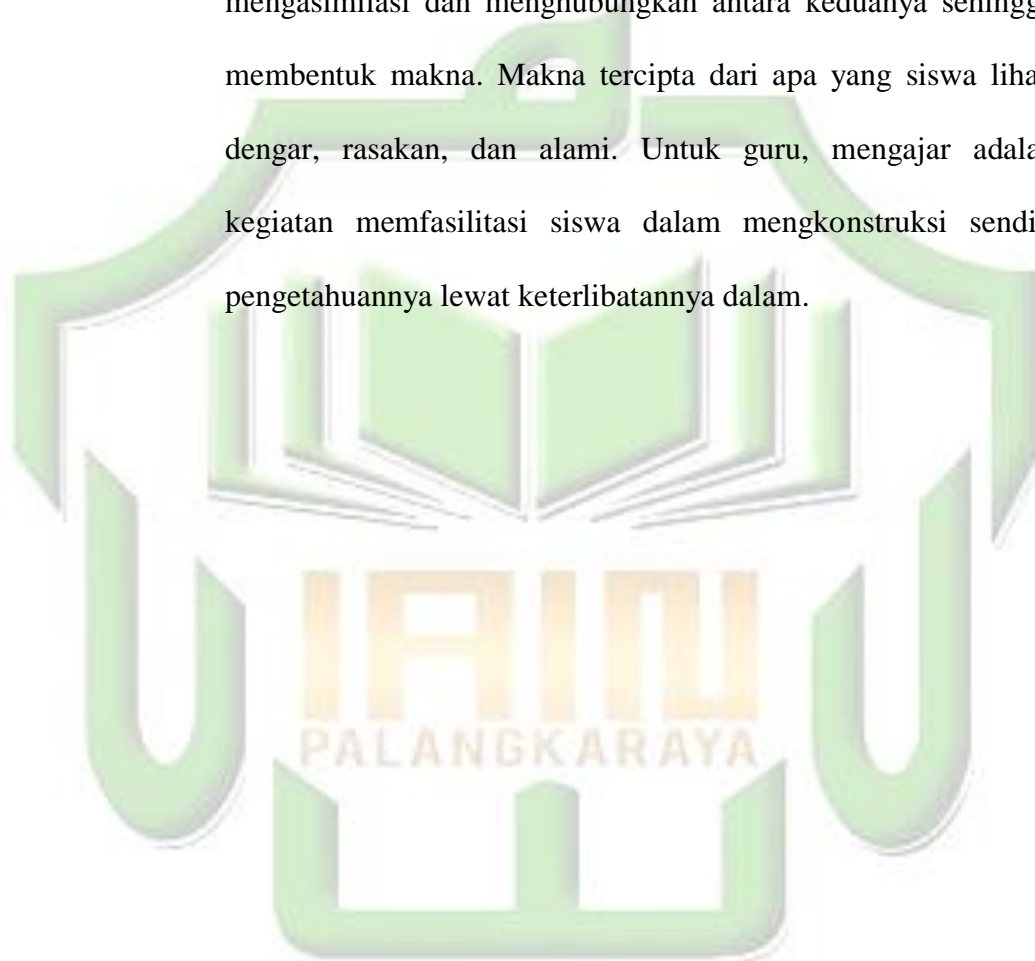 mengasimilasi dan menghubungkan antara keduanya sehingg
membentuk makna. Makna tercipta dari apa yang siswa liha
dengar, rasakan, dan alami. Untuk guru, mengajar adala
kegiatan memfasilitasi siswa dalam mengkonstruksi sendi
pengetahuannya lewat keterlibatannya dalam.
IAIN
PALANGKARAYA